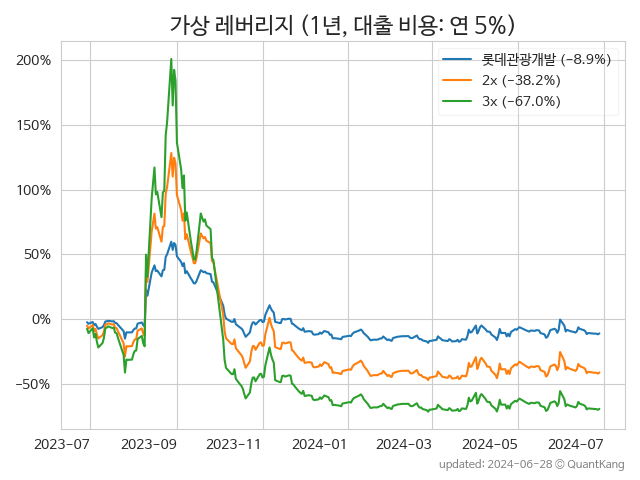 가상 레버리지 (1년, 대출 비용: 연 5%)
롯데관광개발 (−8.9%)
2x (−38.2%)
3x (−67.0%)
200%
150%
100%
50%
0%
−50%
2023−07 2023−09 2023−11 2024−01 2024−03 2024−05 2024−07
updated: 2024-06-28 © QuantKang